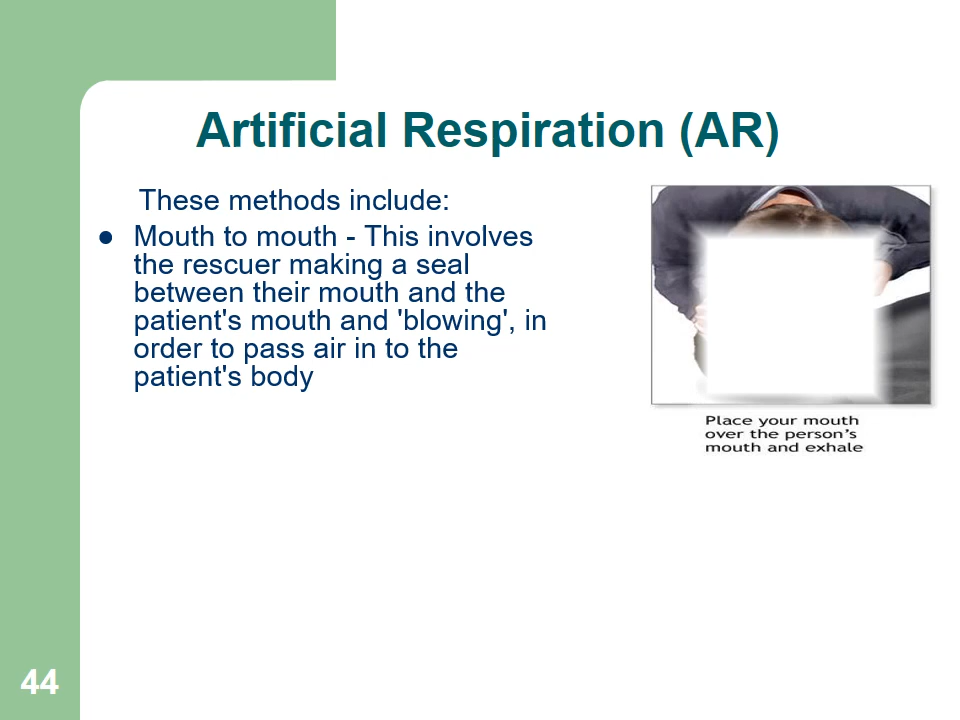 Artificial Respiration (AR)
These methods include:
● Mouth to mouth - This involves
the rescuer making a seal
between their mouth and the
patient's mouth and 'blowing', in
order to pass air in to the
patient's body
Place your mouth
over the person's
mouth and exhale
44